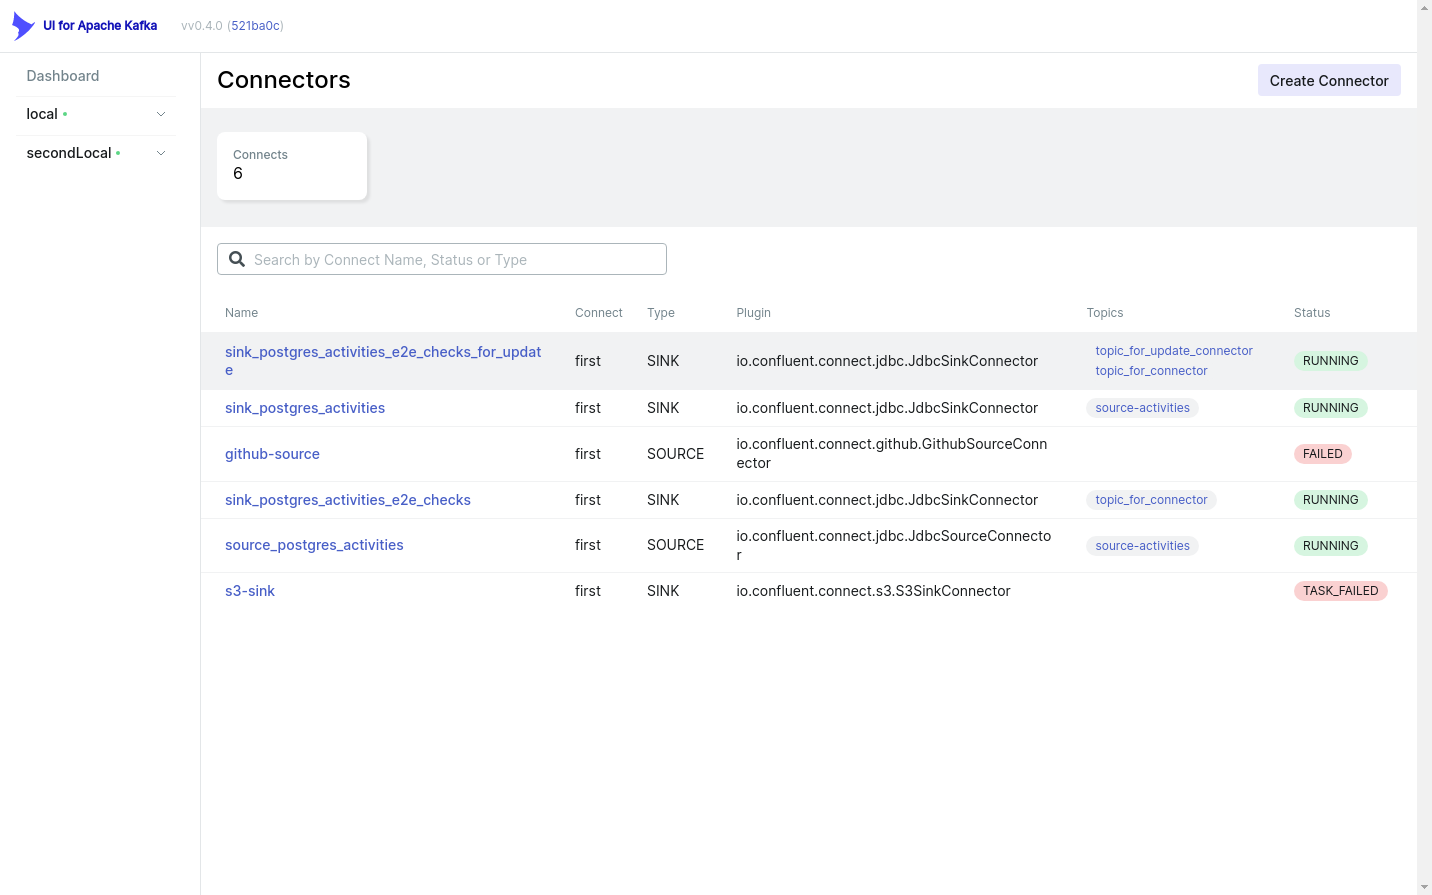 UI for Apache Kafka vv0.4.0 (521ba0c)
Dashboard
local
secondLocal
Connectors
Create Connector
Connects
6
Search by Connect Name, Status or Type
Name Connect Type Plugin Topics Status
sink_postgres_activities_e2e_checks_for_updat
e
first SINK io.confluent.connect.jdbc.JdbcSinkConnector
topic_for_update_connector
topic_for_connector
RUNNING
sink_postgres_activities first SINK io.confluent.connect.jdbc.JdbcSinkConnector source-activities RUNNING
github-source first SOURCE
io.confluent.connect.github.GithubSourceConn
ector
FAILED
sink_postgres_activities_e2e_checks first SINK io.confluent.connect.jdbc.JdbcSinkConnector topic_for_connector RUNNING
source_postgres_activities first SOURCE
io.confluent.connect.jdbc.JdbcSourceConnecto
r
source-activities RUNNING
s3-sink first SINK io.confluent.connect.s3.S3SinkConnector TASK_FAILED